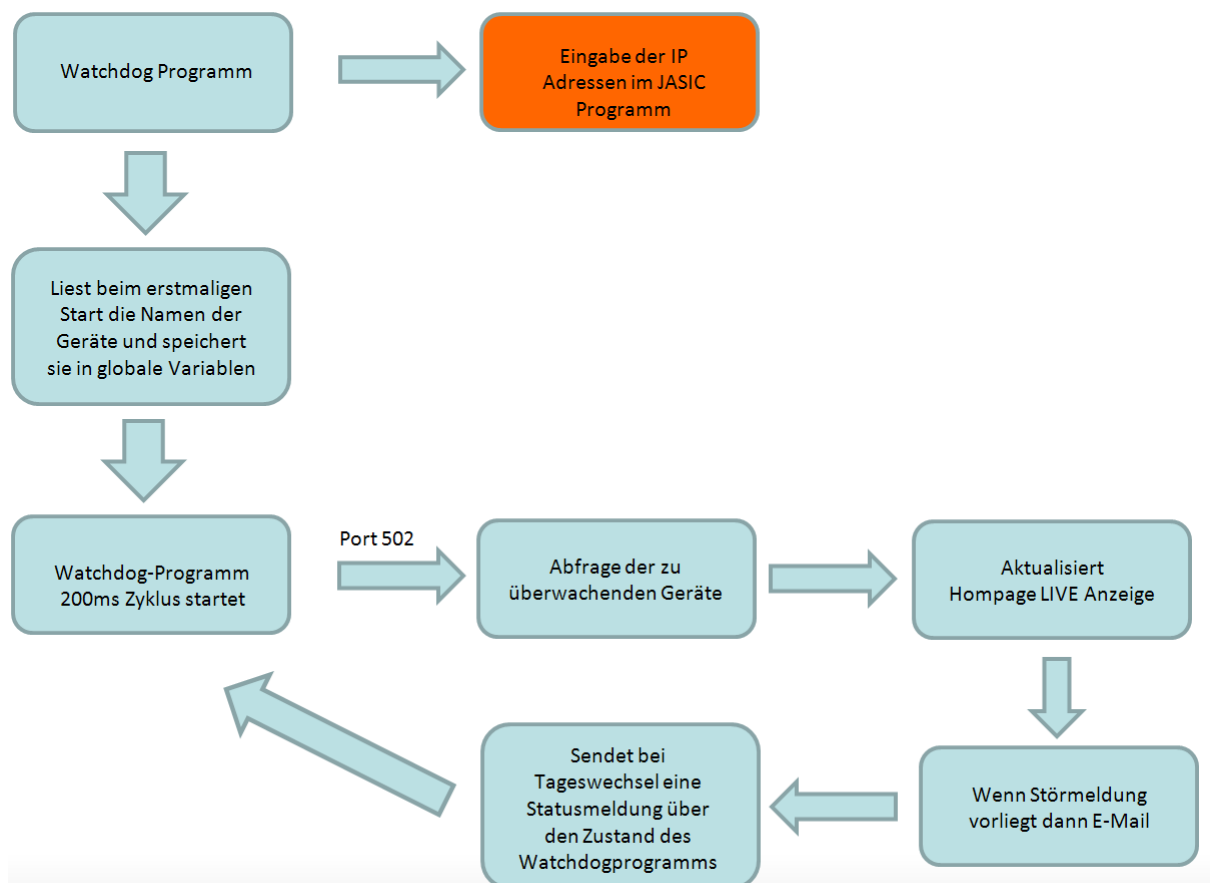 Watchdog Programm
Eingabe der IP
Adressen im JASIC
Programm
Liest beim erstmaligen
Start die Namen der
Geräte und speichert
sie in globale Variablen
Watchdog-Programm
200ms Zyklus startet
Port 502
Abfrage der zu
überwachenden Geräte
Aktualisiert
Hompage LIVE Anzeige
Wenn Störmeldung
vorliegt dann E-Mail
Sendet bei
Tageswechsel eine
Statusmeldung über
den Zustand des
Watchdogprogramms